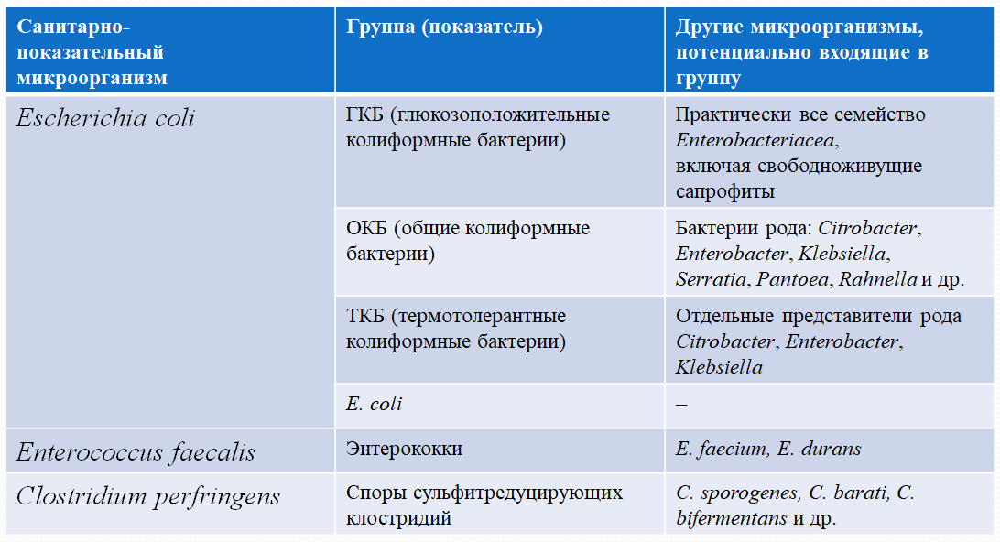 Санитарно-
показательный
микроорганизм
Группа (показатель)
Другие микроорганизмы,
потенциально входящие в
группу
Escherichia coli
ГКБ (глюкозоположительные
колиформные бактерии)
Практически все семейство
Enterobacteriacea,
включая свободноживущие
сапрофиты
ОКБ (общие колиформные
бактерии)
Бактерии рода: Citrobacter,
Enterobacter, Klebsiella,
Serratia, Pantoea, Rahnella и др.
ТКБ (термотолерантные
колиформные бактерии)
Отдельные представители рода
Citrobacter, Enterobacter,
Klebsiella
E. coli
–
Enterococcus faecalis
Энтерококки
E. faecium, E. durans
Clostridium perfringens
Споры сульфитредуцирующих
клостридий
C. sporogenes, C. barati, C.
bifermentans и др.